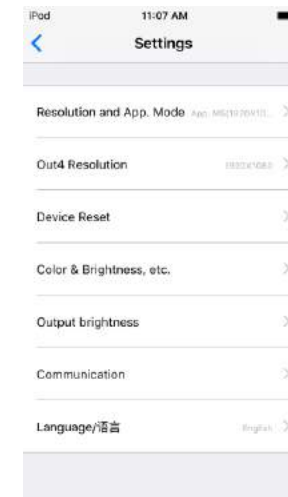 iPod
11:07 AM
Settings
Resolution and App. Mode
Out4 Resolution 1920X1080
Device Reset
Color & Brightness, etc.
Output brightness
Communication
Language/语言 English